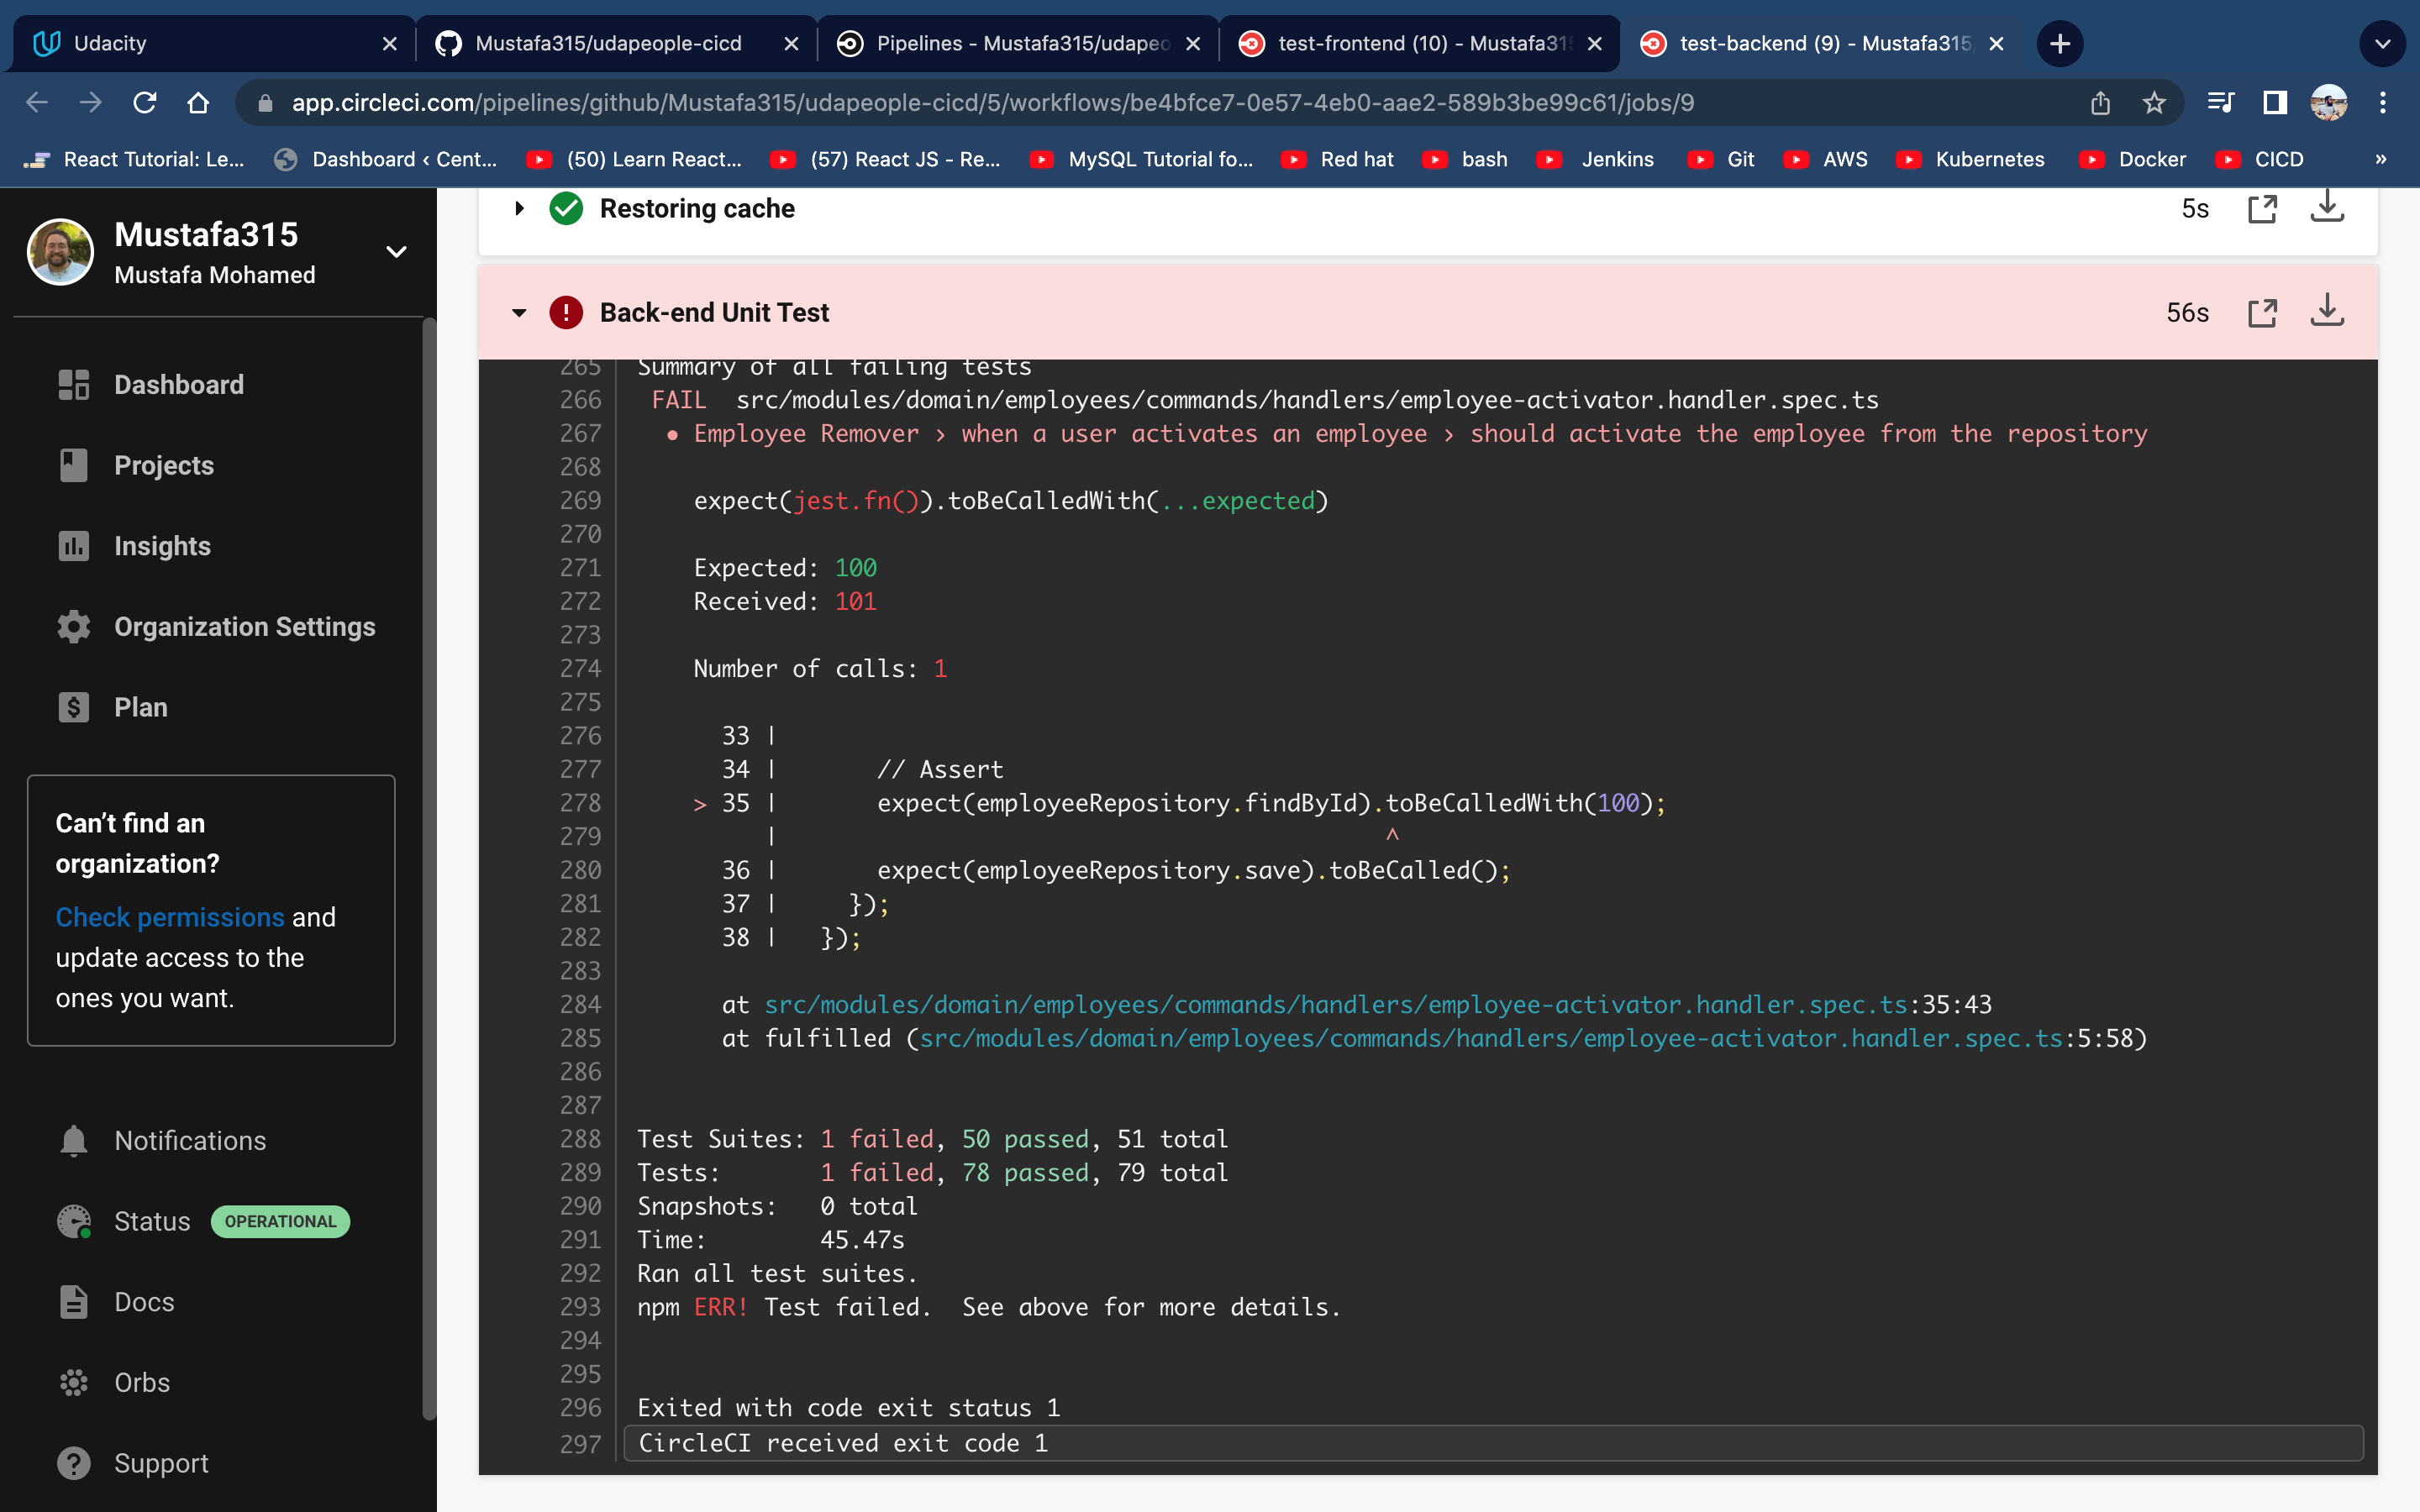 Udacity
Mustafa315/udapeople-cicd
Pipelines - Mustafa315/udapeo
test-frontend (10) - Mustafa315
test-backend (9) - Mustafa315
app.circleci.com/pipelines/github/Mustafa315/udapeople-cicd/5/workflows/be4bfce7-0e57-4eb0-aae2-589b3be99c61/jobs/9
React Tutorial: Le...
Dashboard ‹ Cent...
(50) Learn React...
(57) React JS - Re...
MySQL Tutorial fo...
Red hat
bash
Jenkins
Git
AWS
Kubernetes
Docker
CICD
»
Mustafa315
Mustafa Mohamed
Dashboard
Projects
Insights
Organization Settings
Plan
Can’t find an
organization?
Check permissions and
update access to the
ones you want.
Notifications
Status OPERATIONAL
Docs
Orbs
Support
Restoring cache 5s
Back-end Unit Test 56s
265 Summary of all failing tests
266 FAIL src/modules/domain/employees/commands/handlers/employee-activator.handler.spec.ts
267 ● Employee Remover › when a user activates an employee › should activate the employee from the repository
268
269 expect(jest.fn()).toBeCalledWith(...expected)
270
271 Expected: 100
272 Received: 101
273
274 Number of calls: 1
275
276 33 |
277 34 | // Assert
278 > 35 | expect(employeeRepository.findById).toBeCalledWith(100);
279 | ^
280 36 | expect(employeeRepository.save).toBeCalled();
281 37 | });
282 38 | });
283
284 at src/modules/domain/employees/commands/handlers/employee-activator.handler.spec.ts:35:43
285 at fulfilled (src/modules/domain/employees/commands/handlers/employee-activator.handler.spec.ts:5:58)
286
287
288 Test Suites: 1 failed, 50 passed, 51 total
289 Tests: 1 failed, 78 passed, 79 total
290 Snapshots: 0 total
291 Time: 45.47s
292 Ran all test suites.
293 npm ERR! Test failed. See above for more details.
294
295
296 Exited with code exit status 1
297 CircleCI received exit code 1